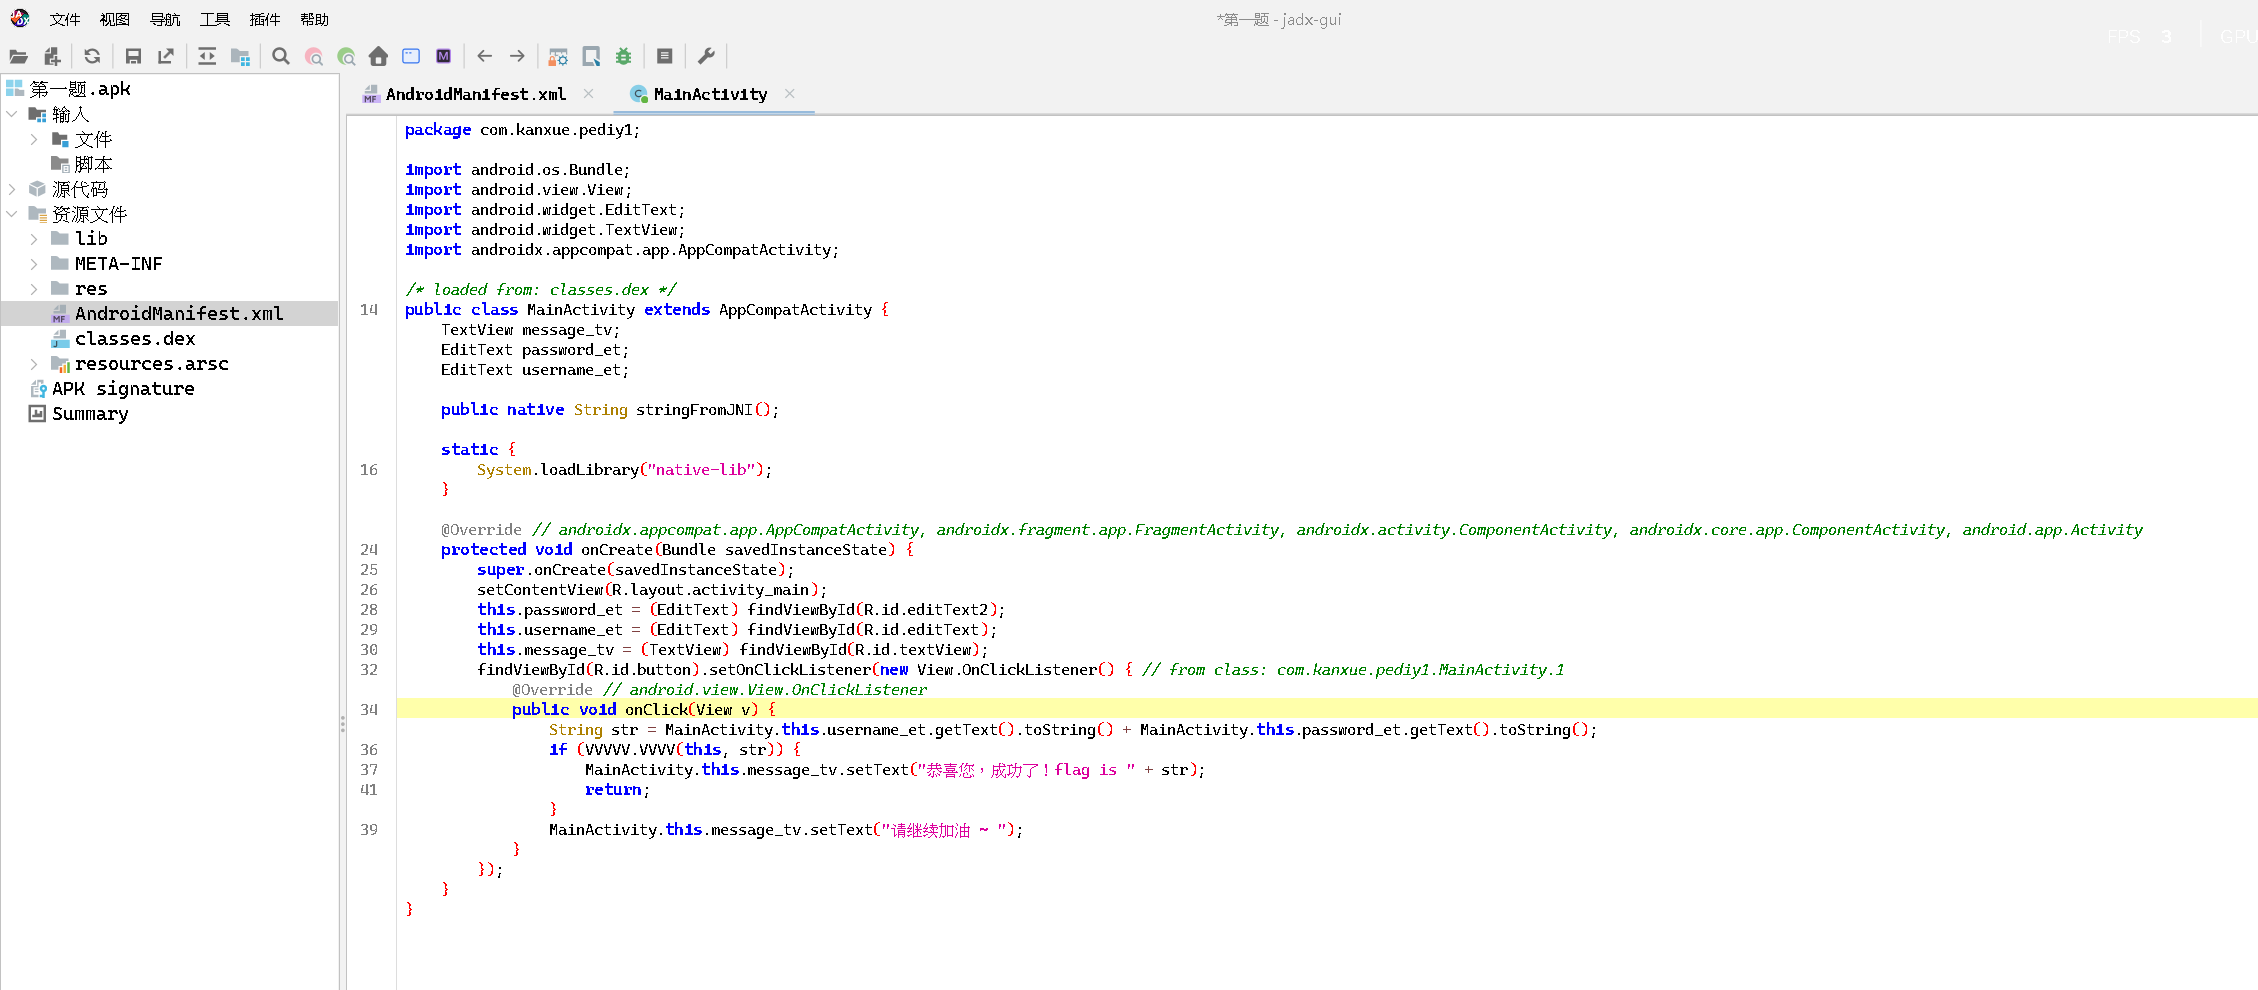 文件 视图 导航 工具 插件 帮助
*第一题 - jadx-gui
FPS 3 GPU
第一题.apk
输入
文件
脚本
源代码
资源文件
lib
META-INF
res
AndroidManifest.xml
classes.dex
resources.arsc
APK signature
Summary
AndroidManifest.xml MainActivity
package com.kanxue.pediy1;
import android.os.Bundle;
import android.view.View;
import android.widget.EditText;
import android.widget.TextView;
import androidx.appcompat.app.AppCompatActivity;
/* loaded from: classes.dex */
14 public class MainActivity extends AppCompatActivity {
TextView message_tv;
EditText password_et;
EditText username_et;
public native String stringFromJNI();
static {
16 System.loadLibrary("native-lib");
}
@Override // androidx.appcompat.app.AppCompatActivity, androidx.fragment.app.FragmentActivity, androidx.activity.ComponentActivity, androidx.core.app.ComponentActivity, android.app.Activity
24 protected void onCreate(Bundle savedInstanceState) {
25 super.onCreate(savedInstanceState);
26 setContentView(R.layout.activity_main);
28 this.password_et = (EditText) findViewById(R.id.editText2);
29 this.username_et = (EditText) findViewById(R.id.editText);
30 this.message_tv = (TextView) findViewById(R.id.textView);
32 findViewById(R.id.button).setOnClickListener(new View.OnClickListener() { // from class: com.kanxue.pediy1.MainActivity.1
@Override // android.view.View.OnClickListener
34 public void onClick(View v) {
String str = MainActivity.this.username_et.getText().toString() + MainActivity.this.password_et.getText().toString();
36 if (VVVVV.VVVV(this, str)) {
37 MainActivity.this.message_tv.setText("恭喜您，成功了！flag is " + str);
41 return;
}
39 MainActivity.this.message_tv.setText("请继续加油 ~ ");
}
});
}
}